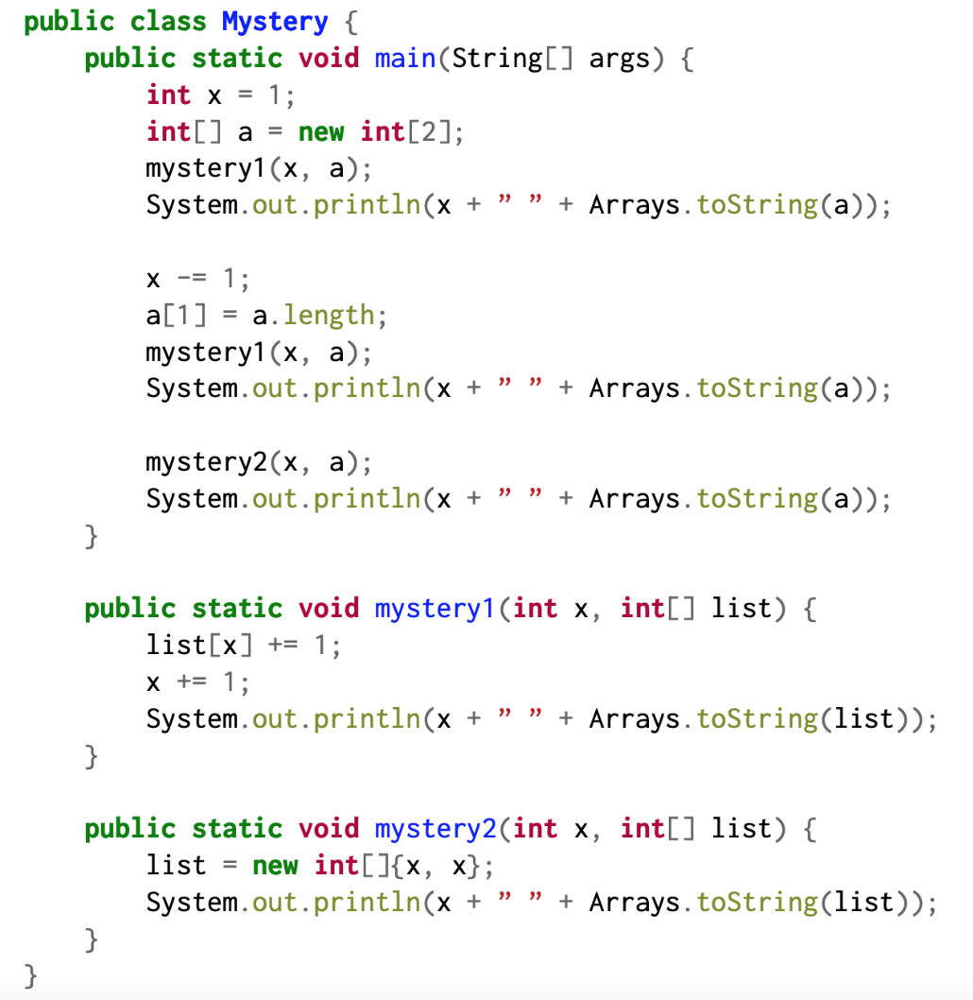 public class Mystery {
    public static void main(String[] args) {
        int x = 1;
        int[] a = new int[2];
        mystery1(x, a);
        System.out.println(x + ” ” + Arrays.toString(a));

        x -= 1;
        a[1] = a.length;
        mystery1(x, a);
        System.out.println(x + ” ” + Arrays.toString(a));

        mystery2(x, a);
        System.out.println(x + ” ” + Arrays.toString(a));
    }

    public static void mystery1(int x, int[] list) {
        list[x] += 1;
        x += 1;
        System.out.println(x + ” ” + Arrays.toString(list));
    }

    public static void mystery2(int x, int[] list) {
        list = new int[]{x, x};
        System.out.println(x + ” ” + Arrays.toString(list));
    }
}